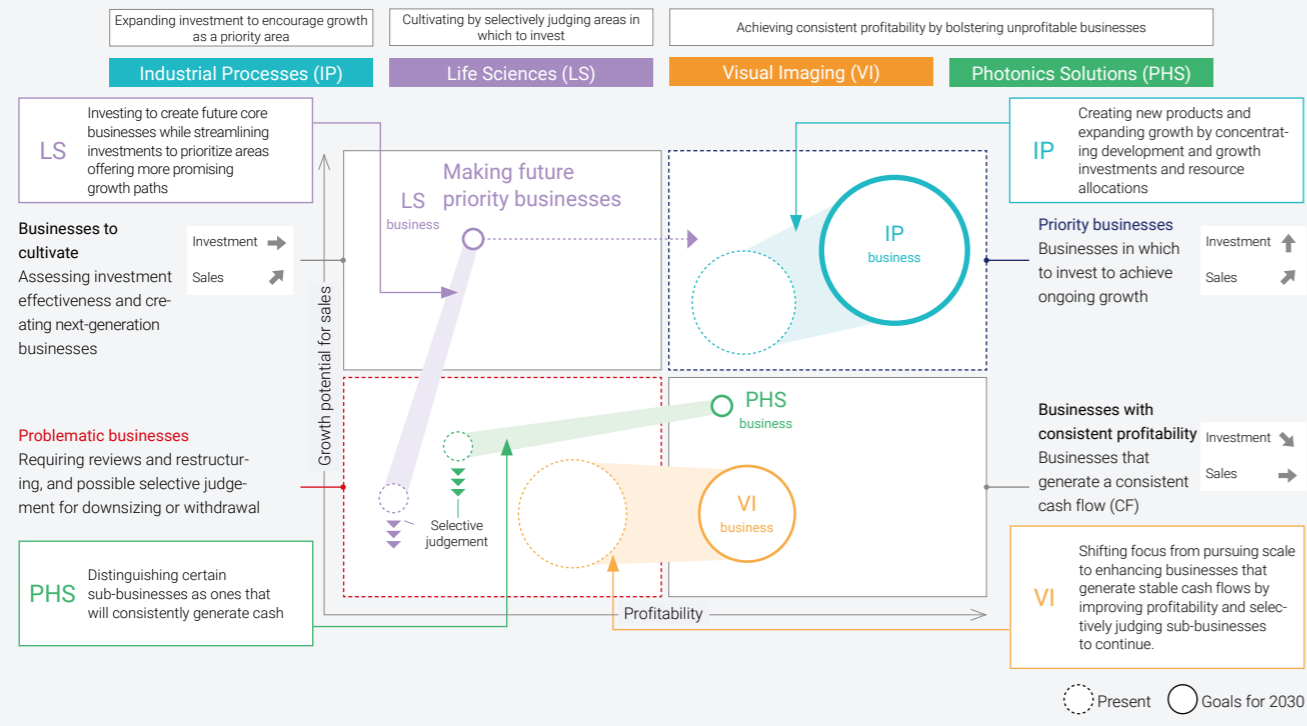 Expanding investment to encourage growth
as a priority area
Cultivating by selectively judging areas in
which to invest
Achieving consistent profitability by bolstering unprofitable businesses
Industrial Processes (IP)
Life Sciences (LS)
Visual Imaging (VI)
Photonics Solutions (PHS)
LS
Investing to create future core
businesses while streamlining
investments to prioritize areas
offering more promising
growth paths
IP
Creating new products and
expanding growth by concentrat-
ing development and growth
investments and resource
allocations
Businesses to
cultivate
Assessing investment
effectiveness and cre-
ating next-generation
businesses
Investment
Sales
Growth potential for sales
Making future
priority businesses
LS
business
IP
business
Priority businesses
Businesses in which
to invest to achieve
ongoing growth
Investment
Sales
Problematic businesses
Requiring reviews and restructur-
ing, and possible selective judge-
ment for downsizing or withdrawal
Selective
judgement
PHS
business
VI
business
Businesses with
consistent profitability
Businesses that
generate a consistent
cash flow (CF)
Investment
Sales
PHS
Distinguishing certain
sub-businesses as ones that
will consistently generate cash
Profitability
VI
Shifting focus from pursuing scale
to enhancing businesses that
generate stable cash flows by
improving profitability and selec-
tively judging sub-businesses
to continue.
Present
Goals for 2030